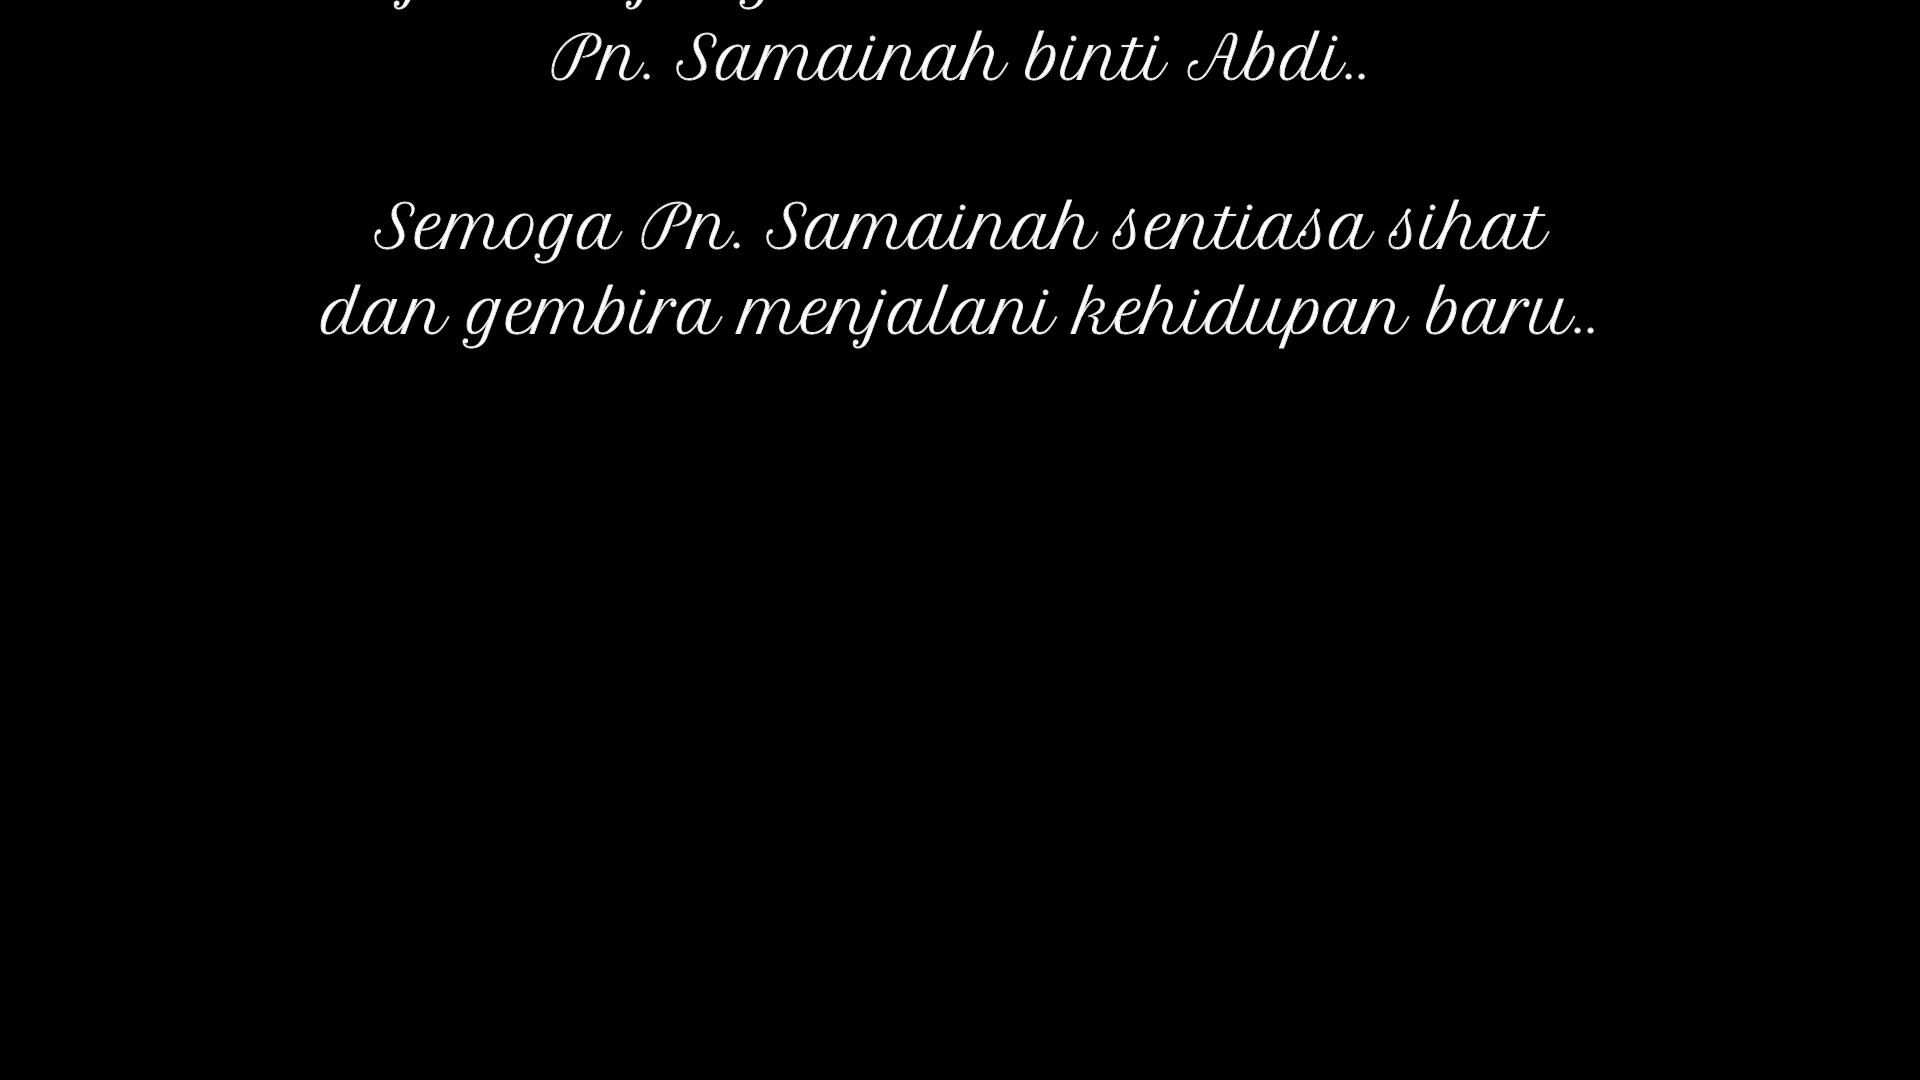 Pn. Samainah binti Abdi..
Semoga Pn. Samainah sentiasa sihat
dan gembira menjalani kehidupan baru..